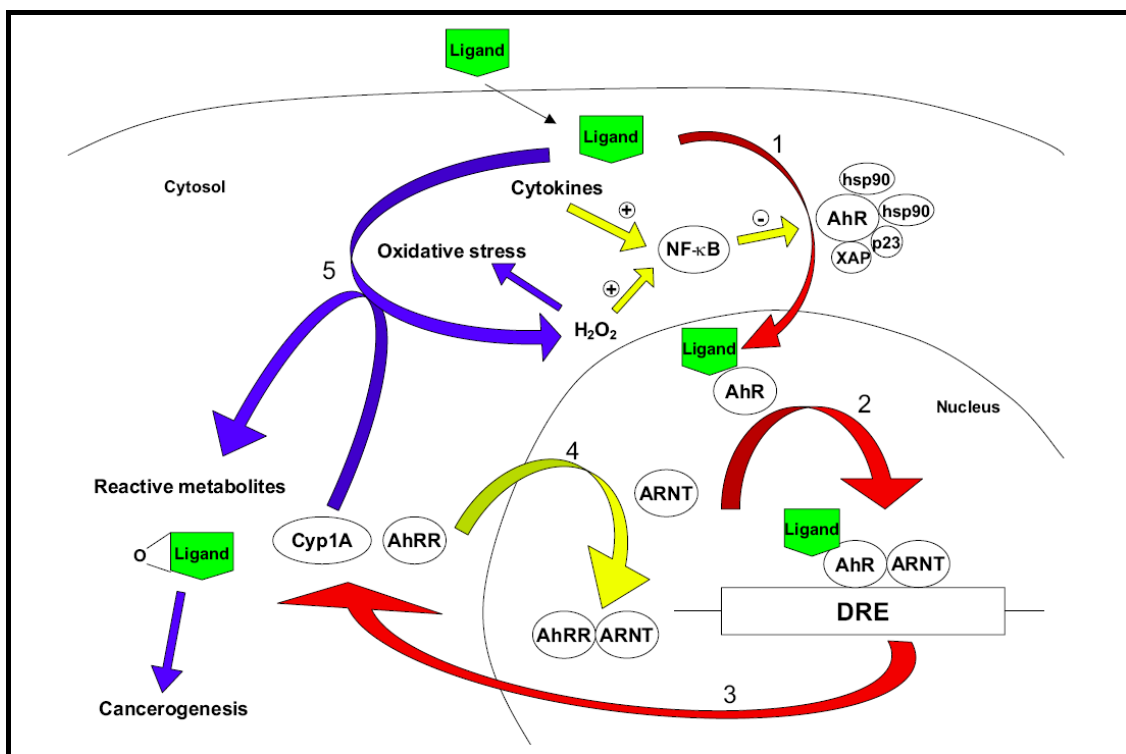 Ligand
Ligand
1
Cytosol
Cytokines
hsp90
AhR
hsp90
p23
XAP
+
-
NF-κB
Oxidative stress
5
+
H₂O₂
Ligand
AhR
2
Nucleus
4
ARNT
Reactive metabolites
Ligand
O
Ligand
Cyp1A
AhRR
AhR
ARNT
DRE
AhRR
ARNT
3
Cancerogenesis